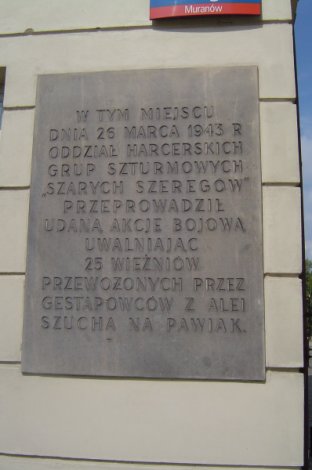 Muranów
W TYM MIEJSCU
DNIA 26 MARCA 1943 R
ODDZIAŁ HARCERSKICH
GRUP SZTURMOWYCH
„SZARYCH SZEREGÓW”
PRZEPROWADZIŁ
UDANĄ AKCJĘ BOJOWĄ
UWALNIAJĄC
25 WIĘŹNIÓW
PRZEWOŻONYCH PRZEZ
GESTAPOWCÓW Z ALEI
SZUCHA NA PAWIAK.